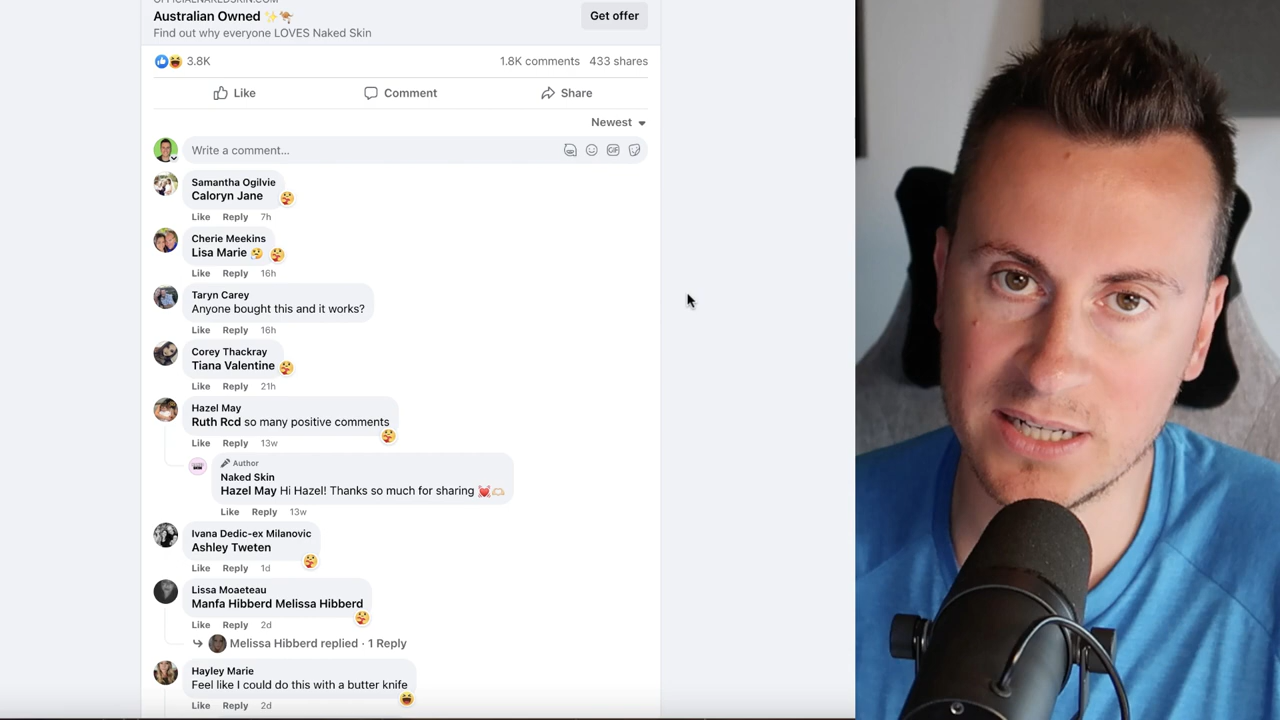 OFFICIALNAKEDSKIN.COM
Australian Owned ✨🪃
Get offer
Find out why everyone LOVES Naked Skin
3.8K
1.8K comments 433 shares
Like Comment Share
Newest
Write a comment...
GIF
Samantha Ogilvie
Caloryn Jane
Like Reply 7h
Cherie Meekins
Lisa Marie 🤔
Like Reply 16h
Taryn Carey
Anyone bought this and it works?
Like Reply 16h
Corey Thackray
Tiana Valentine
Like Reply 21h
Hazel May
Ruth Rcd so many positive comments
Like Reply 13w
Author
Naked Skin
Hazel May Hi Hazel! Thanks so much for sharing 💓🫶🏻
Like Reply 13w
Ivana Dedic-ex Milanovic
Ashley Tweten
Like Reply 1d
Lissa Moaeteau
Manfa Hibberd Melissa Hibberd
Like Reply 2d
Melissa Hibberd replied · 1 Reply
Hayley Marie
Feel like I could do this with a butter knife
Like Reply 2d